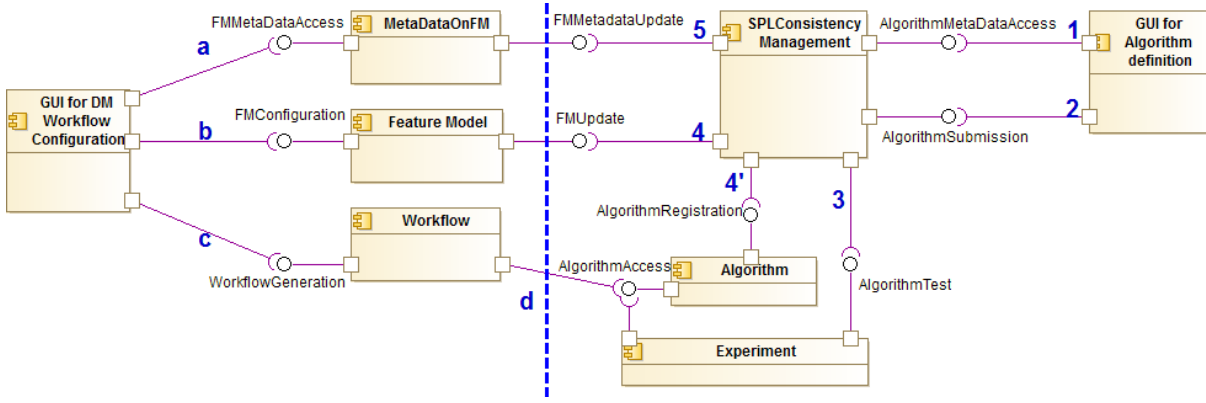 FMMetaDataAccess
MetaDataOnFM
FMMetadataUpdate
SPLConsistency
Management
AlgorithmMetaDataAccess
GUI for
Algorithm
definition
a
5
1
GUI for DM
Workflow
Configuration
b
FMConfiguration
Feature Model
FMUpdate
4
2
AlgorithmSubmission
4'
3
c
Workflow
AlgorithmRegistration
WorkflowGeneration
AlgorithmAccess
Algorithm
AlgorithmTest
d
Experiment